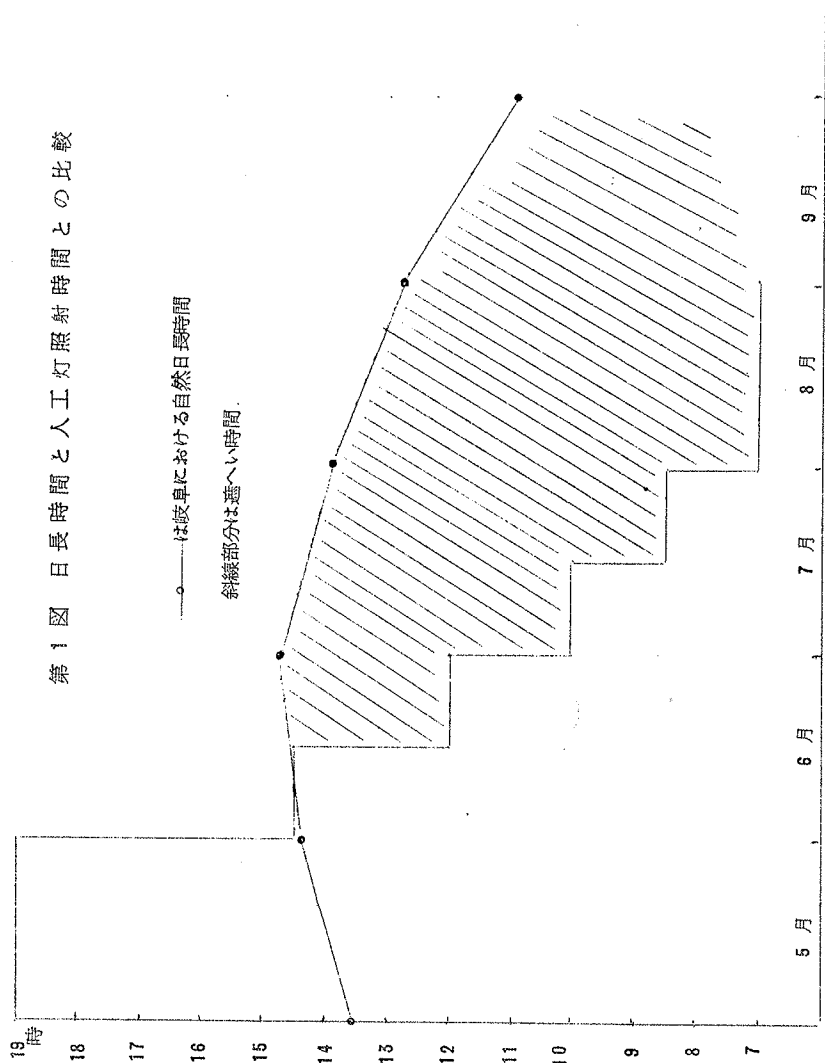 第1図 日長時間と人工灯照射時間との比較
は岐阜における自然日長時間
斜線部分は遮へい時間.
19
時
18
17
16
15
14
13
12
11
10
9
8
7
5月
6月
7月
8月
9月